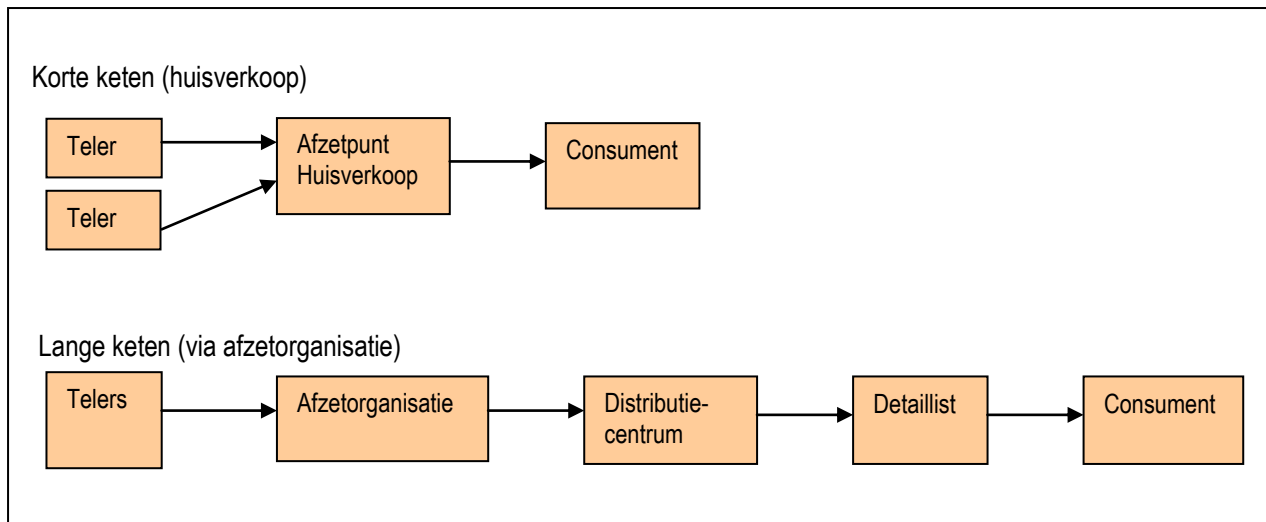 Korte keten (huisverkoop)
Teler
Afzetpunt
Huisverkoop
Consument
Teler
Lange keten (via afzetorganisatie)
Telers
Afzetorganisatie
Distributie-
centrum
Detaillist
Consument